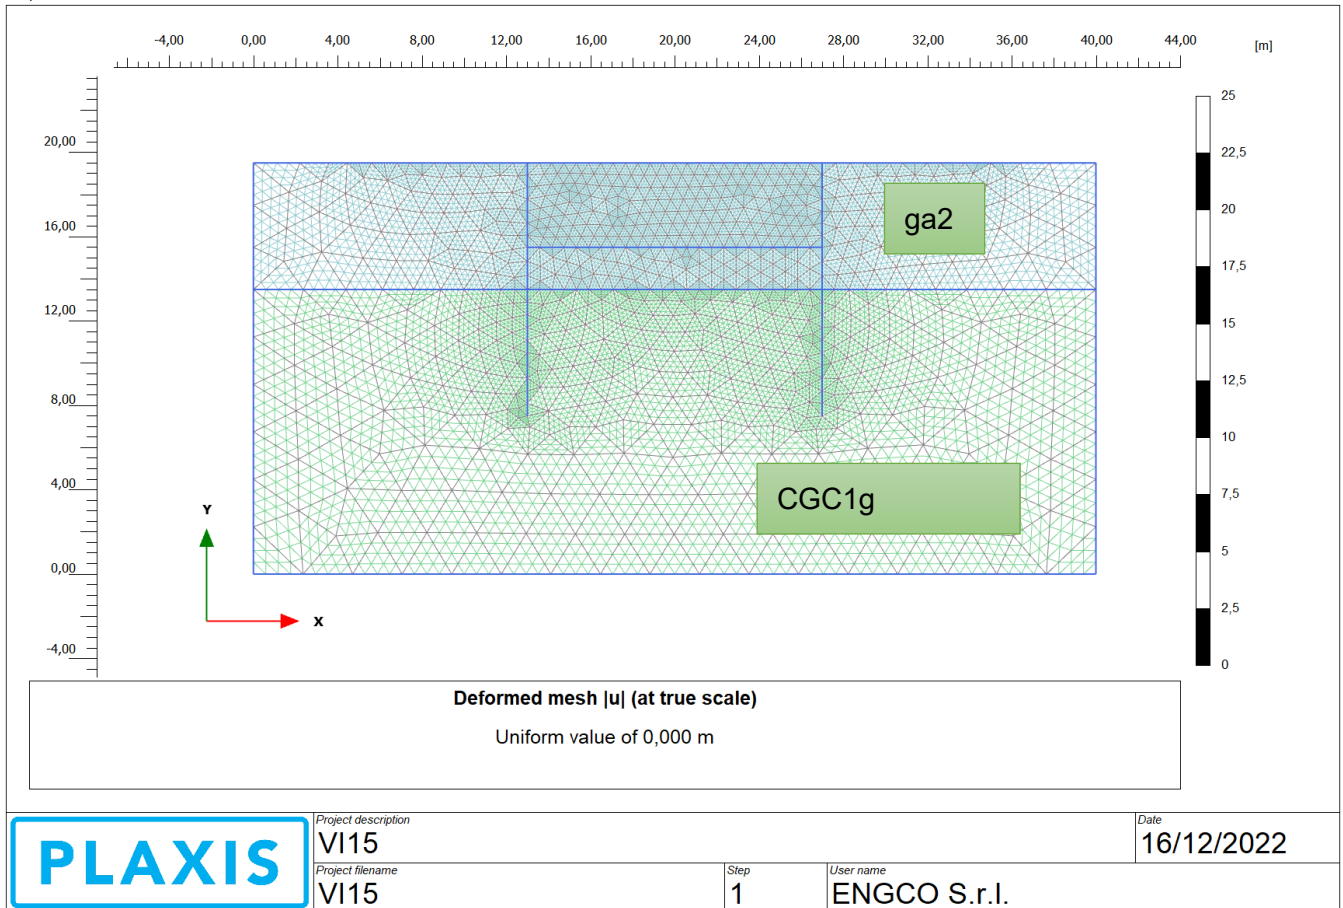 -4,00 0,00 4,00 8,00 12,00 16,00 20,00 24,00 28,00 32,00 36,00 40,00 44,00
[m]
25
22,5
20
17,5
15
12,5
10
7,5
5
2,5
0
20,00
16,00
12,00
8,00
4,00
0,00
-4,00
ga2
CGC1g
Y
X
Deformed mesh |u| (at true scale)
Uniform value of 0,000 m
PLAXIS
Project description
VI15
Date
16/12/2022
Project filename
VI15
Step
1
User name
ENGCO S.r.l.